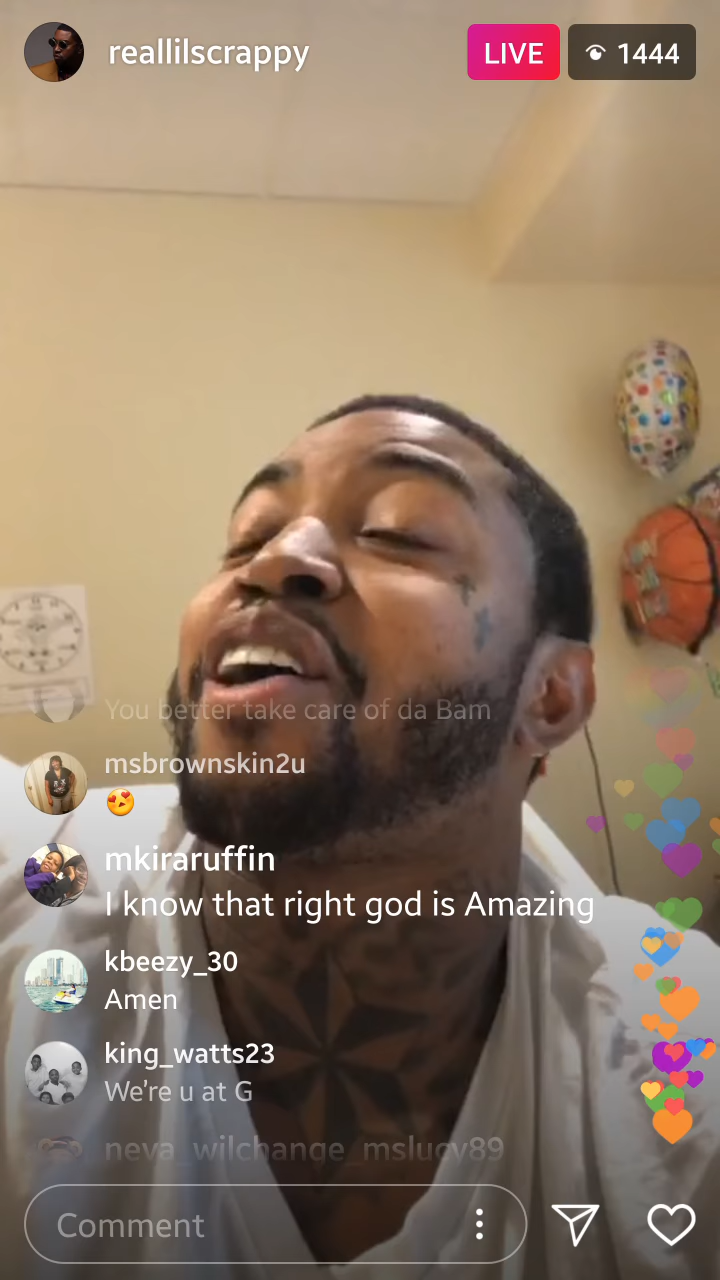 reallilscrappy
LIVE
1444
You better take care of da Bam
msbrownskin2u
😍
mkiraruffin
I know that right god is Amazing
kbeezy_30
Amen
king_watts23
We're u at G
neva_wilchange_mslucy89
Comment